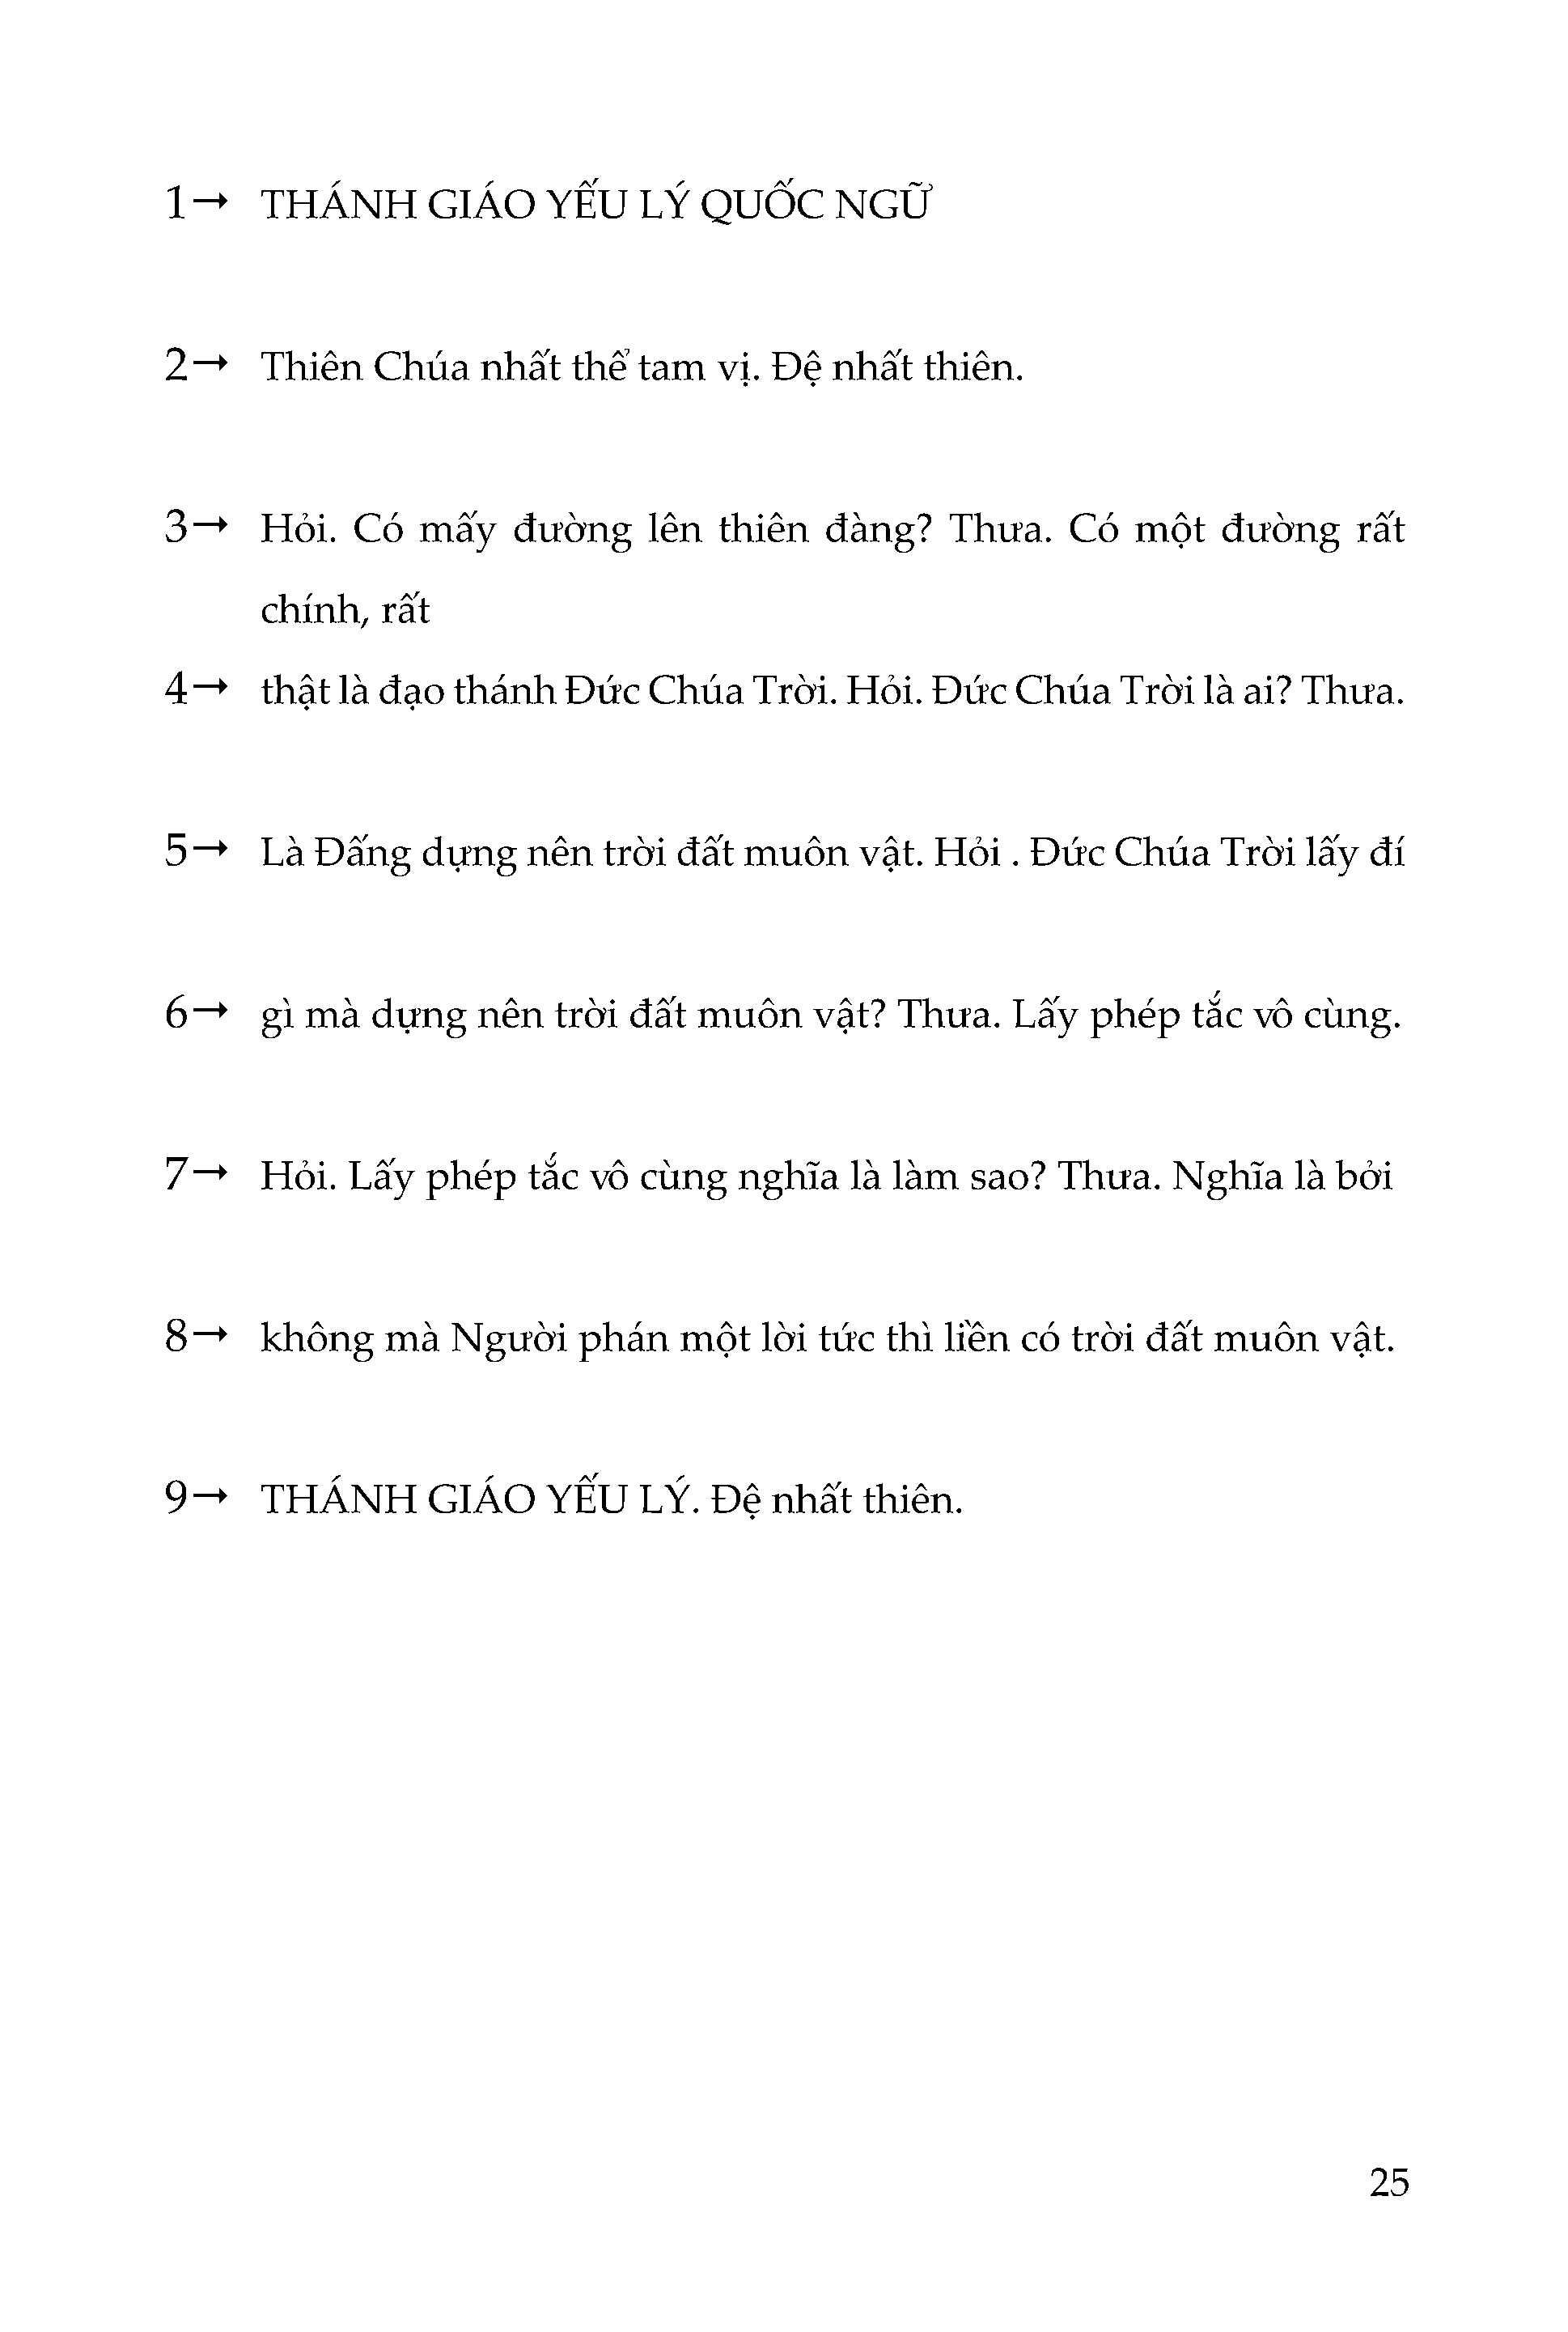 1→ THÁNH GIÁO YẾU LÝ QUỐC NGỮ
2→ Thiên Chúa nhất thể tam vị. Đệ nhất thiên.
3→ Hỏi. Có mấy đường lên thiên đàng? Thưa. Có một đường rất
chính, rất
4→ thật là đạo thánh Đức Chúa Trời. Hỏi. Đức Chúa Trời là ai? Thưa.
5→ Là Đấng dựng nên trời đất muôn vật. Hỏi . Đức Chúa Trời lấy đí
6→ gì mà dựng nên trời đất muôn vật? Thưa. Lấy phép tắc vô cùng.
7→ Hỏi. Lấy phép tắc vô cùng nghĩa là làm sao? Thưa. Nghĩa là bởi
8→ không mà Người phán một lời tức thì liền có trời đất muôn vật.
9→ THÁNH GIÁO YẾU LÝ. Đệ nhất thiên.
25